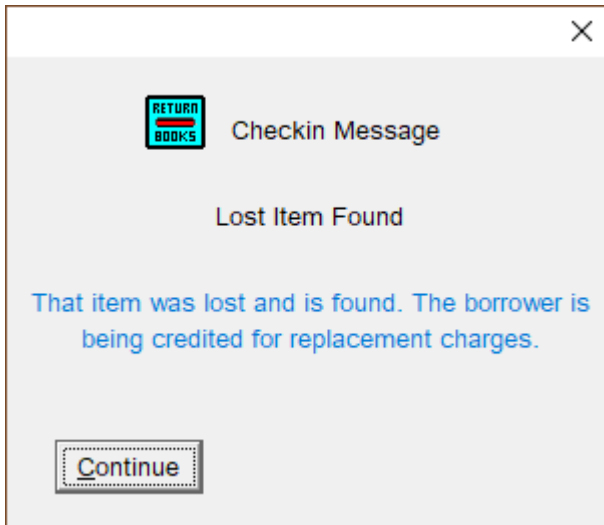 RETURN
BOOKS
Checkin Message
Lost Item Found
That item was lost and is found. The borrower is
being credited for replacement charges.
Continue